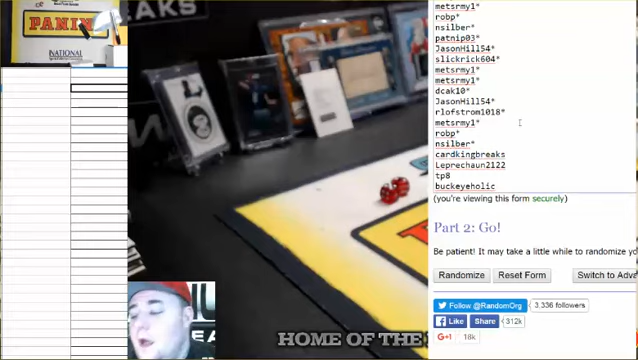 PANINI
NATIONAL
metsrmy1*
robp*
nsilber*
patnip03*
JasonHill54*
slickrick604*
metsrmy1*
metsrmy1*
dcak10*
JasonHill54*
rlofstrom1018*
metsrmy1*
robp*
nsilber*
cardkingbreaks
Leprechaun2122
tp8
buckeyeholic
(you're viewing this form securely)
Part 2: Go!
Be patient! It may take a little while to randomize
Randomize Reset Form Switch to
Follow @RandomOrg 3,336 followers
Like Share 312k
G+1 18k
HOME OF THE